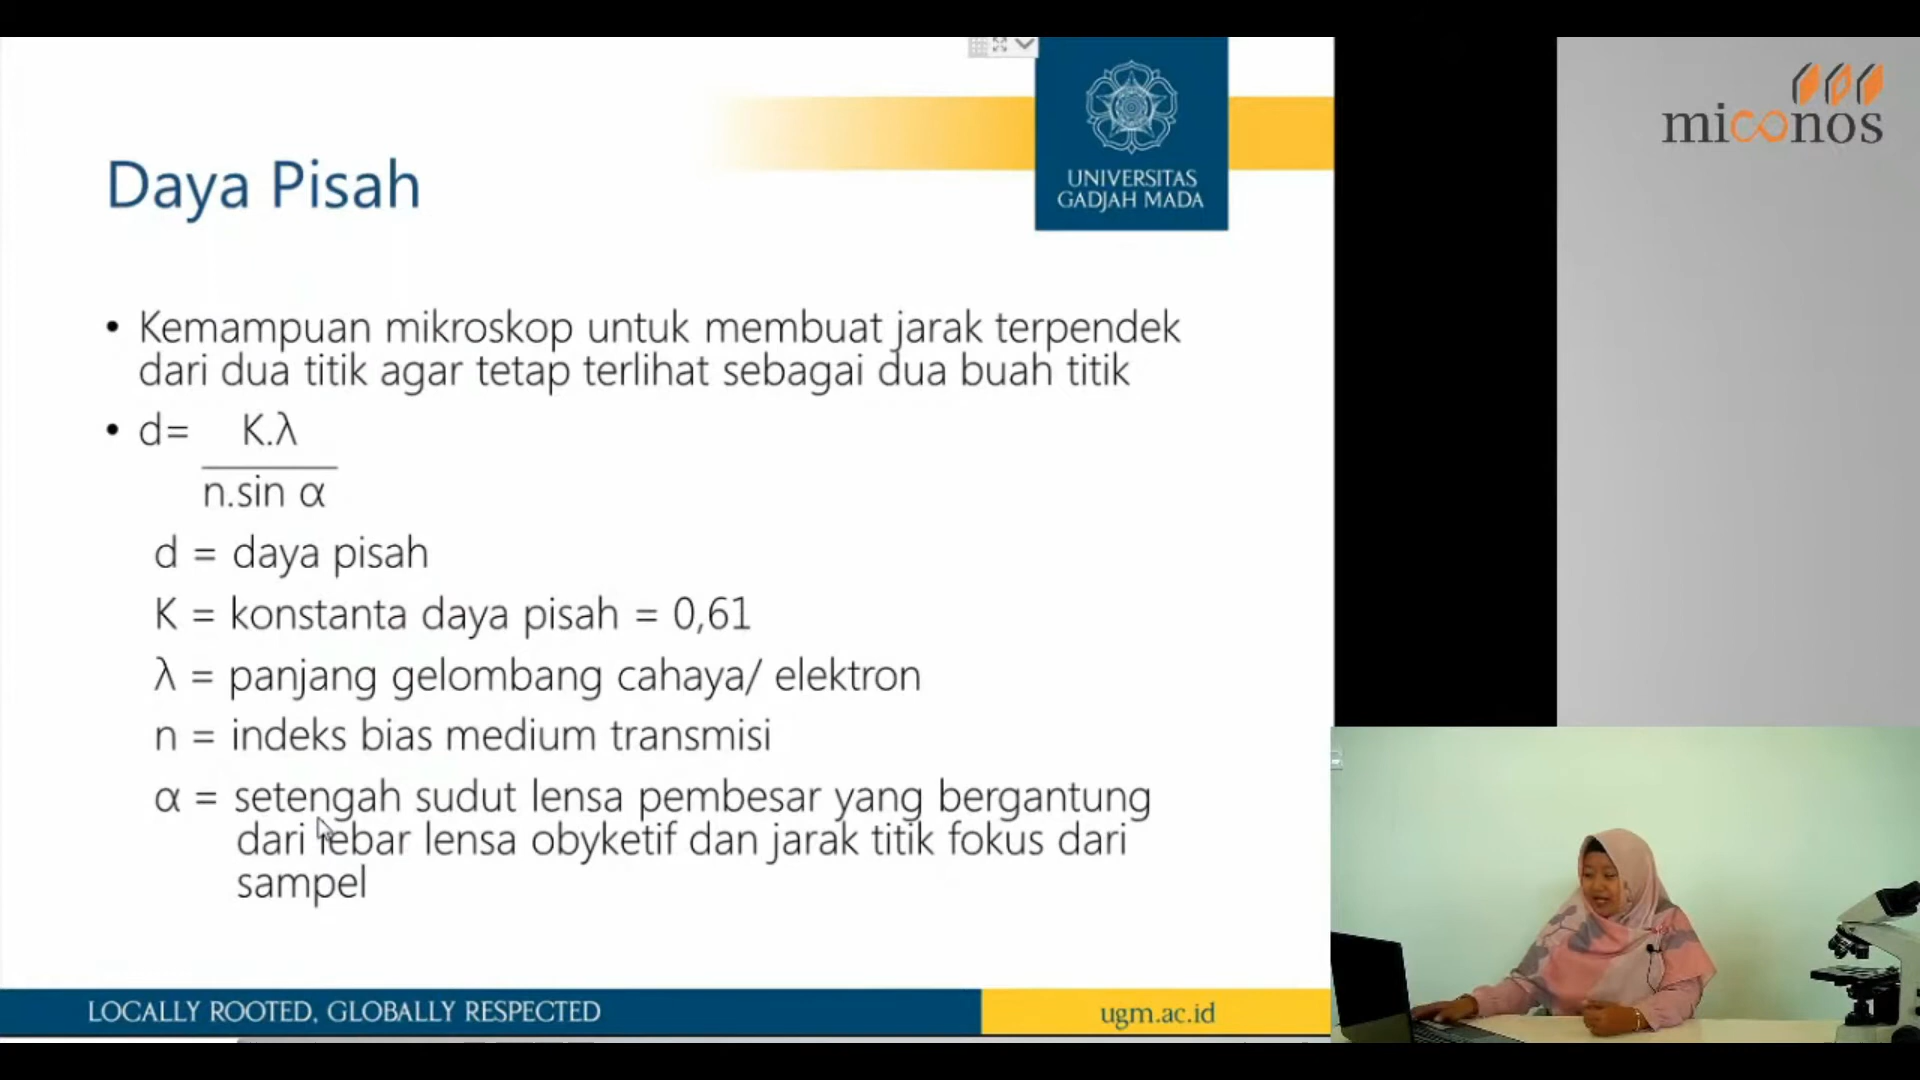 miconos
UNIVERSITAS
GADJAH MADA
Daya Pisah
• Kemampuan mikroskop untuk membuat jarak terpendek
dari dua titik agar tetap terlihat sebagai dua buah titik
• d= K.λ
n.sin α
d = daya pisah
K = konstanta daya pisah = 0,61
λ = panjang gelombang cahaya/ elektron
n = indeks bias medium transmisi
α = setengah sudut lensa pembesar yang bergantung
dari lebar lensa obyketif dan jarak titik fokus dari
sampel
LOCALLY ROOTED, GLOBALLY RESPECTED
ugm.ac.id